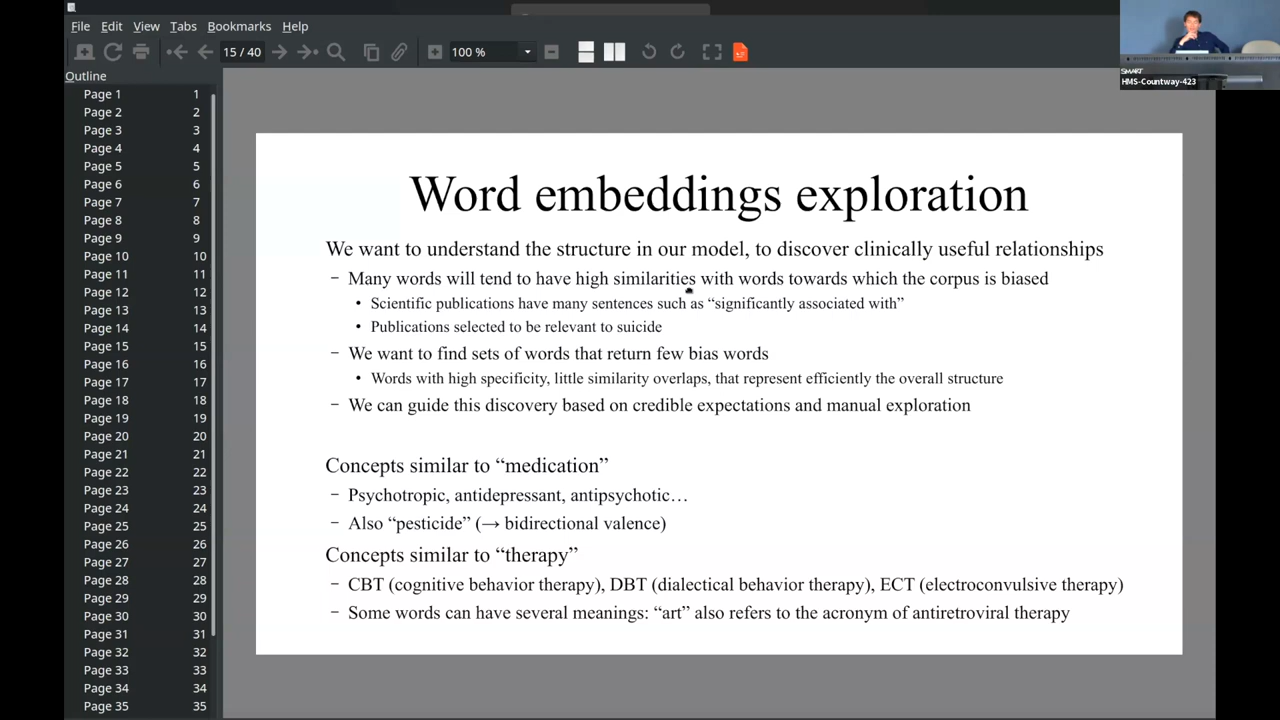 File Edit View Tabs Bookmarks Help
15 / 40
100 %
SMART
HMS-Countway-423
Outline
Page 1 1
Page 2 2
Page 3 3
Page 4 4
Page 5 5
Page 6 6
Page 7 7
Page 8 8
Page 9 9
Page 10 10
Page 11 11
Page 12 12
Page 13 13
Page 14 14
Page 15 15
Page 16 16
Page 17 17
Page 18 18
Page 19 19
Page 20 20
Page 21 21
Page 22 22
Page 23 23
Page 24 24
Page 25 25
Page 26 26
Page 27 27
Page 28 28
Page 29 29
Page 30 30
Page 31 31
Page 32 32
Page 33 33
Page 34 34
Page 35 35
Word embeddings exploration
We want to understand the structure in our model, to discover clinically useful relationships
– Many words will tend to have high similarities with words towards which the corpus is biased
• Scientific publications have many sentences such as “significantly associated with”
• Publications selected to be relevant to suicide
– We want to find sets of words that return few bias words
• Words with high specificity, little similarity overlaps, that represent efficiently the overall structure
– We can guide this discovery based on credible expectations and manual exploration
Concepts similar to “medication”
– Psychotropic, antidepressant, antipsychotic…
– Also “pesticide” (→ bidirectional valence)
Concepts similar to “therapy”
– CBT (cognitive behavior therapy), DBT (dialectical behavior therapy), ECT (electroconvulsive therapy)
– Some words can have several meanings: “art” also refers to the acronym of antiretroviral therapy